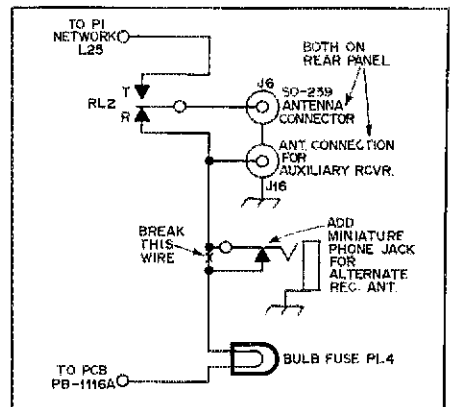 TO PI
NETWORK
L25
T
RL2
R
J6
SO-239
ANTENNA
CONNECTOR
BOTH ON
REAR PANEL
ANT. CONNECTION
FOR
AUXILIARY RCVR.
J16
BREAK
THIS
WIRE
ADD
MINIATURE
PHONE JACK
FOR
ALTERNATE
REC. ANT.
BULB FUSE PL4
TO PCB
PB-1116A